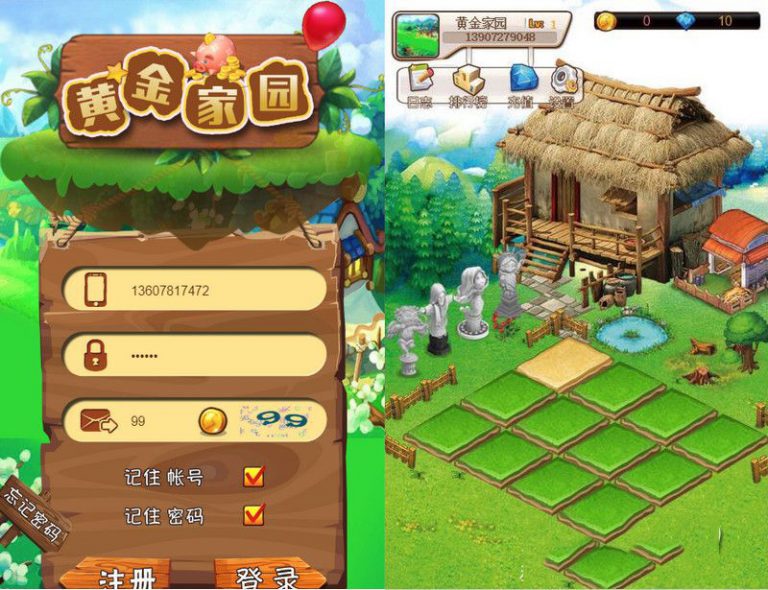 黄金家园
13607817472
••••••
99
99
记住 帐号
记住 密码
忘记密码
注册
登录
黄金家园 Lvs 1
13907279048
0
10
日志
排行榜
充值
设置